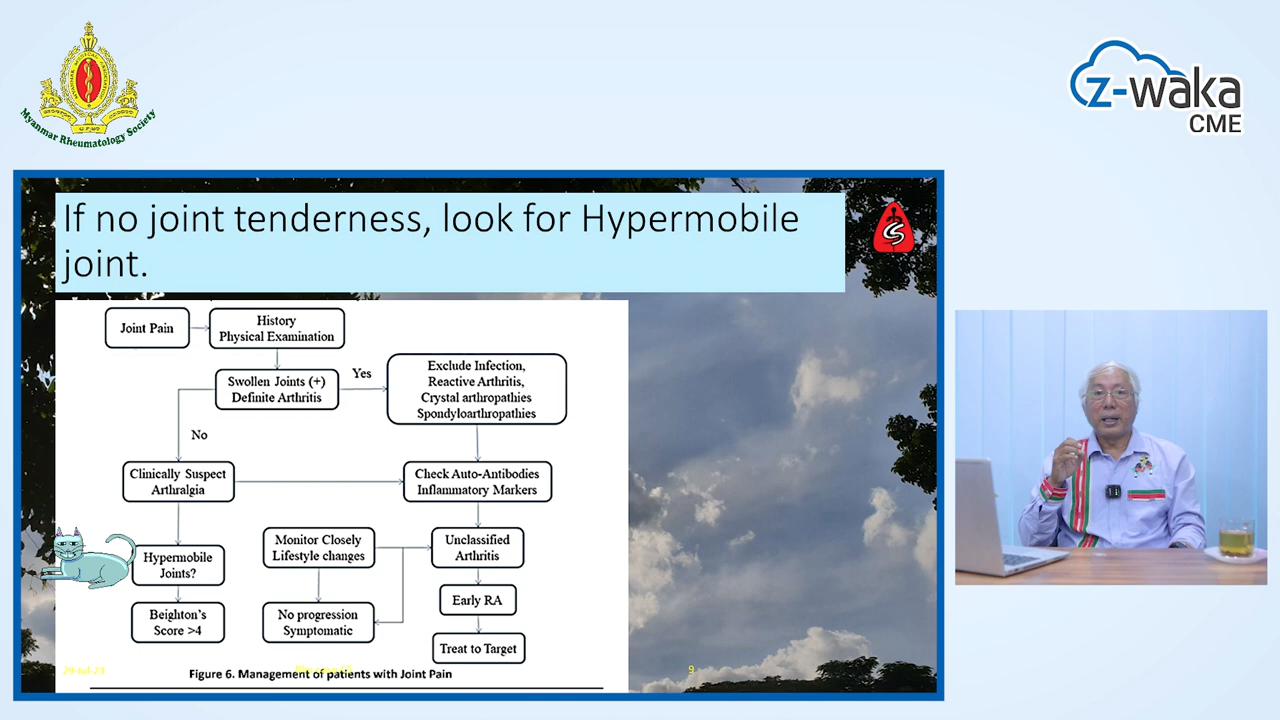 Myanmar Rheumatology Society
z-waka
CME
If no joint tenderness, look for Hypermobile
joint.
Joint Pain
History
Physical Examination
Swollen Joints (+)
Definite Arthritis
Yes
Exclude Infection,
Reactive Arthritis,
Crystal arthropathies
Spondyloarthropathies
No
Clinically Suspect
Arthralgia
Check Auto-Antibodies
Inflammatory Markers
Hypermobile
Joints?
Monitor Closely
Lifestyle changes
Unclassified
Arthritis
Beighton's
Score >4
No progression
Symptomatic
Early RA
Treat to Target
29-Jul-23
9
Figure 6. Management of patients with Joint Pain